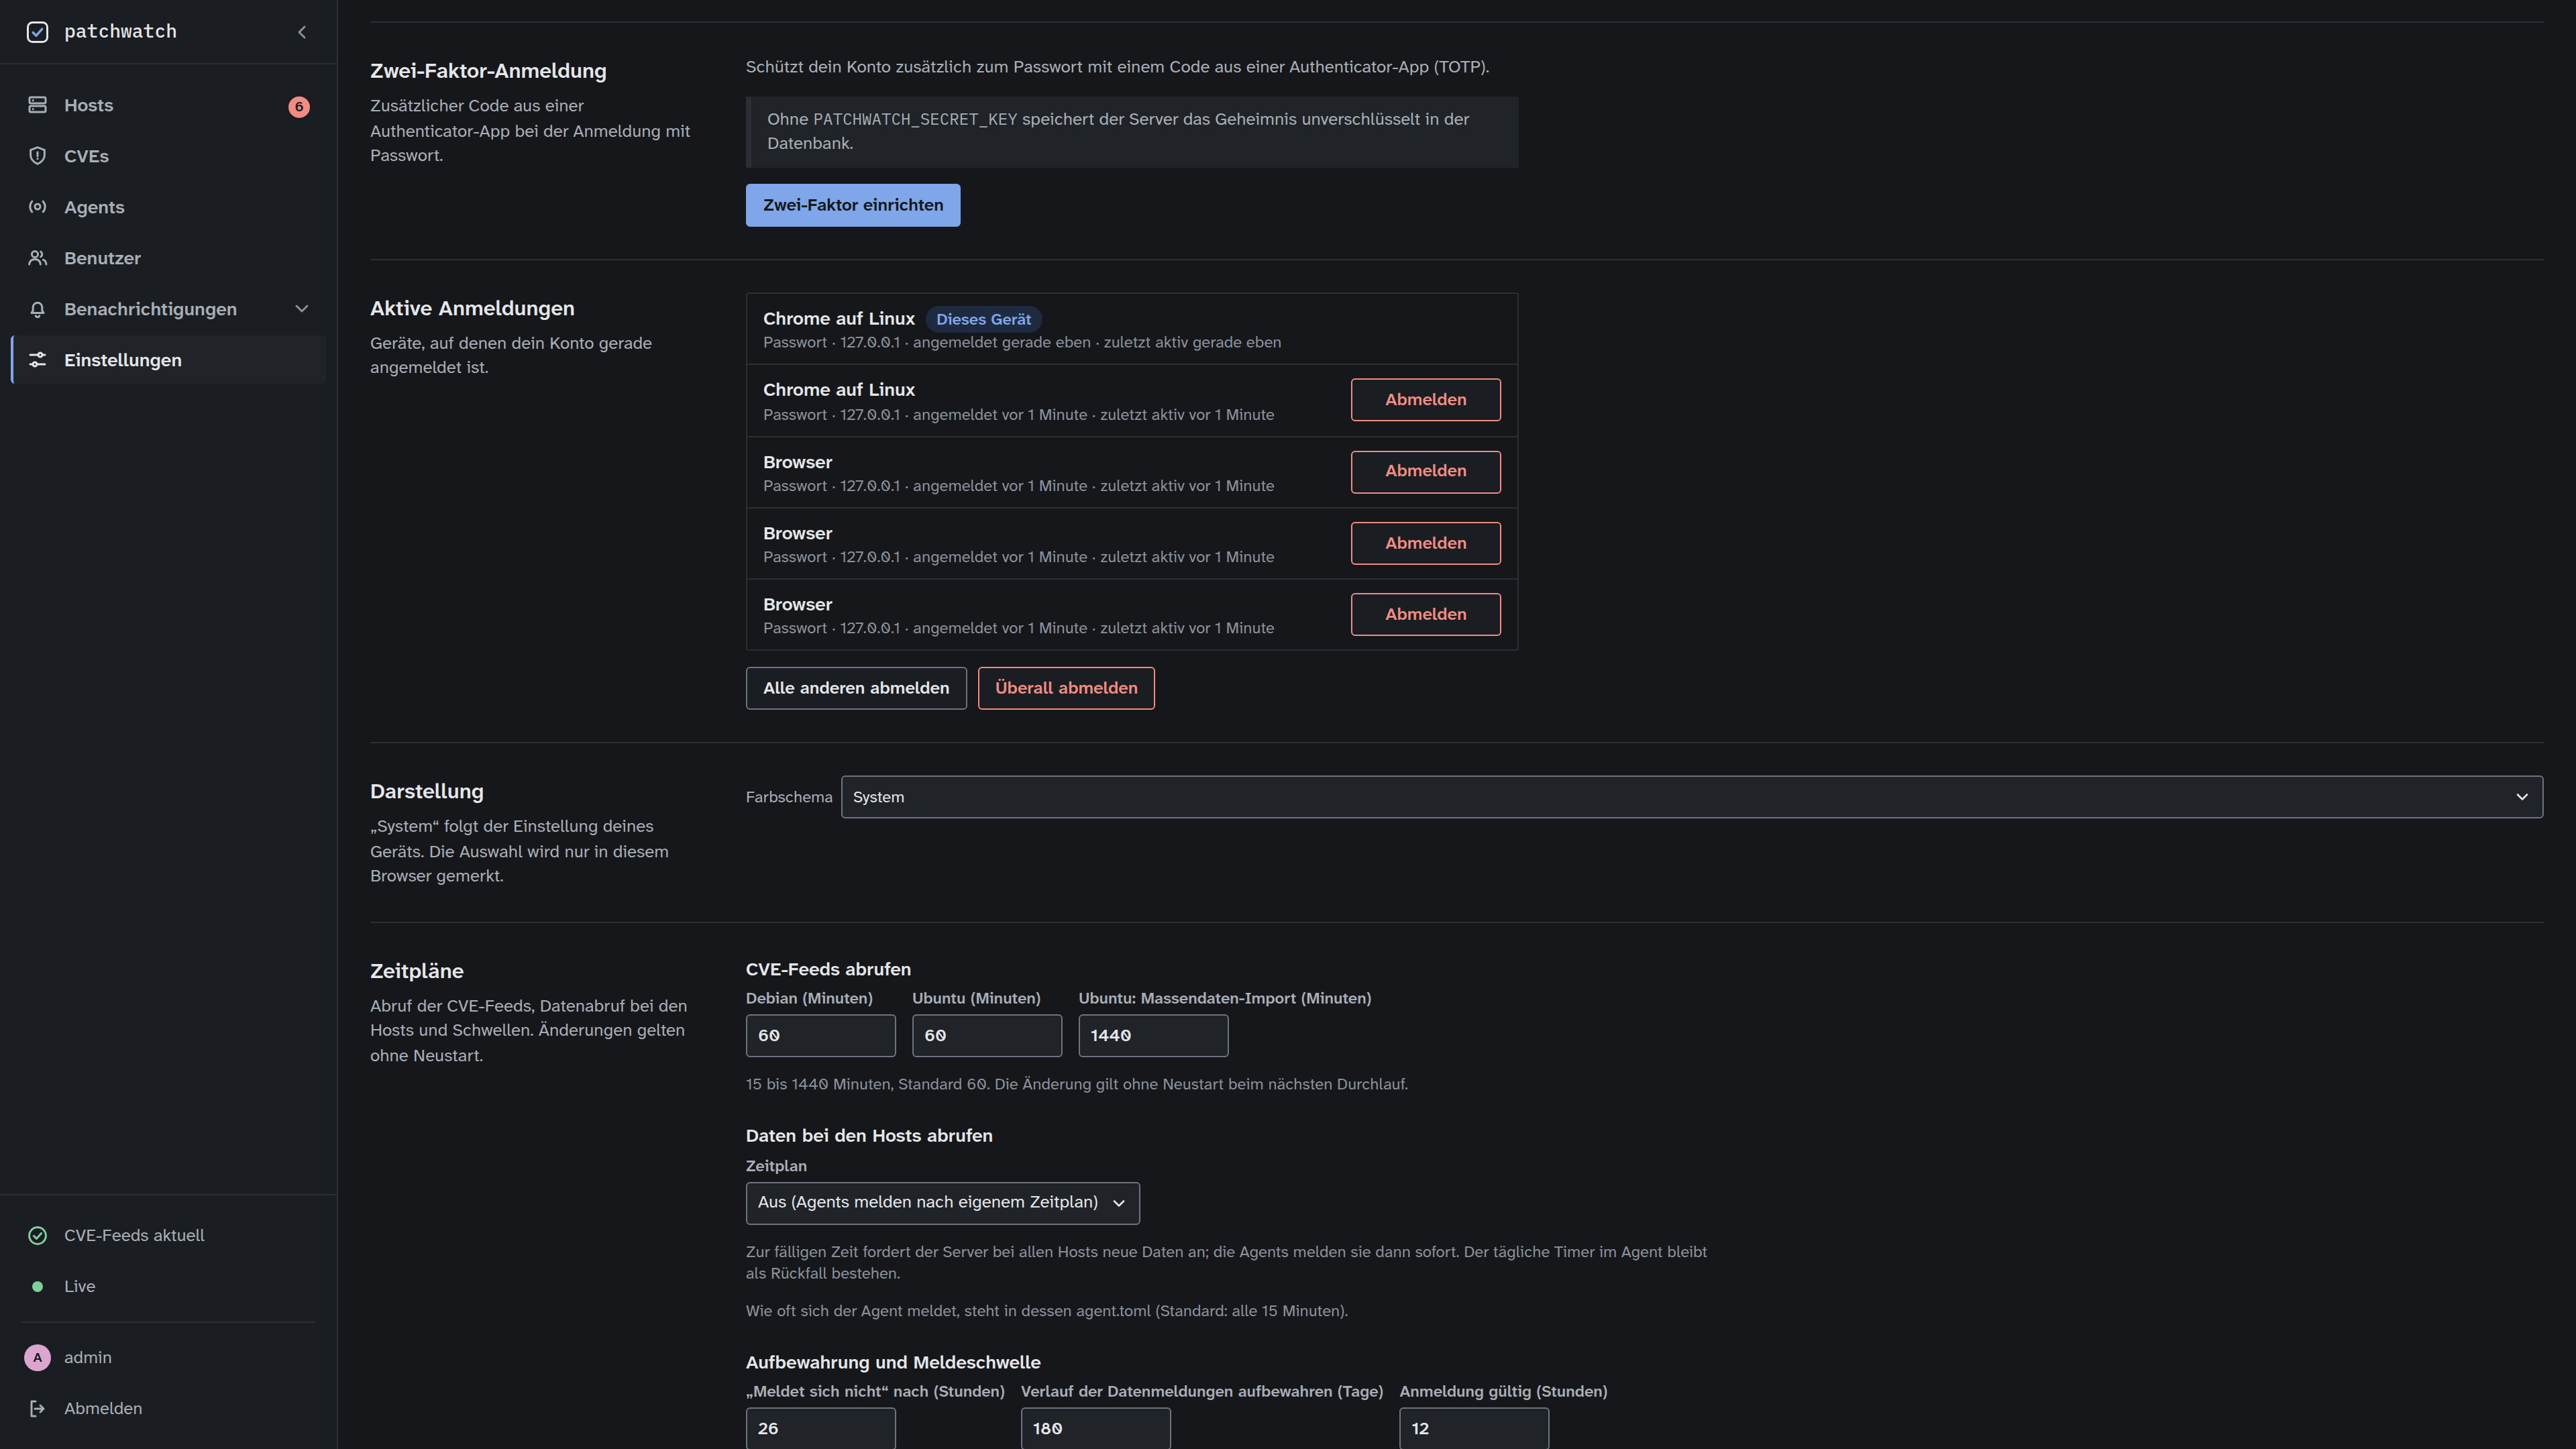 patchwatch
Hosts
6
CVEs
Agents
Benutzer
Benachrichtigungen
Einstellungen
CVE-Feeds aktuell
Live
A
admin
Abmelden
Zwei-Faktor-Anmeldung
Zusätzlicher Code aus einer
Authenticator-App bei der Anmeldung mit
Passwort.
Schützt dein Konto zusätzlich zum Passwort mit einem Code aus einer Authenticator-App (TOTP).
Ohne PATCHWATCH_SECRET_KEY speichert der Server das Geheimnis unverschlüsselt in der
Datenbank.
Zwei-Faktor einrichten
Aktive Anmeldungen
Geräte, auf denen dein Konto gerade
angemeldet ist.
Chrome auf Linux Dieses Gerät
Passwort · 127.0.0.1 · angemeldet gerade eben · zuletzt aktiv gerade eben
Chrome auf Linux
Passwort · 127.0.0.1 · angemeldet vor 1 Minute · zuletzt aktiv vor 1 Minute
Abmelden
Browser
Passwort · 127.0.0.1 · angemeldet vor 1 Minute · zuletzt aktiv vor 1 Minute
Abmelden
Browser
Passwort · 127.0.0.1 · angemeldet vor 1 Minute · zuletzt aktiv vor 1 Minute
Abmelden
Browser
Passwort · 127.0.0.1 · angemeldet vor 1 Minute · zuletzt aktiv vor 1 Minute
Abmelden
Alle anderen abmelden Überall abmelden
Darstellung
„System“ folgt der Einstellung deines
Geräts. Die Auswahl wird nur in diesem
Browser gemerkt.
Farbschema System
Zeitpläne
Abruf der CVE-Feeds, Datenabruf bei den
Hosts und Schwellen. Änderungen gelten
ohne Neustart.
CVE-Feeds abrufen
Debian (Minuten) Ubuntu (Minuten) Ubuntu: Massendaten-Import (Minuten)
60 60 1440
15 bis 1440 Minuten, Standard 60. Die Änderung gilt ohne Neustart beim nächsten Durchlauf.
Daten bei den Hosts abrufen
Zeitplan
Aus (Agents melden nach eigenem Zeitplan)
Zur fälligen Zeit fordert der Server bei allen Hosts neue Daten an; die Agents melden sie dann sofort. Der tägliche Timer im Agent bleibt
als Rückfall bestehen.
Wie oft sich der Agent meldet, steht in dessen agent.toml (Standard: alle 15 Minuten).
Aufbewahrung und Meldeschwelle
„Meldet sich nicht“ nach (Stunden) Verlauf der Datenmeldungen aufbewahren (Tage) Anmeldung gültig (Stunden)
26 180 12